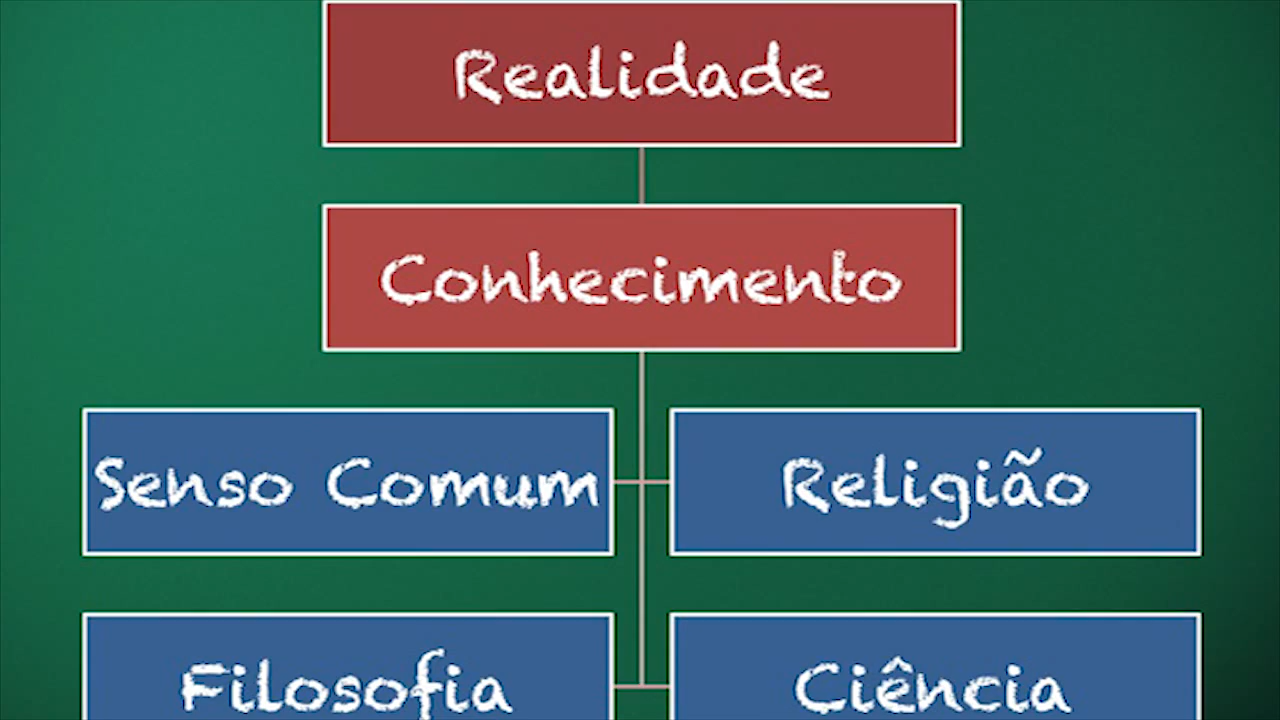 Realidade
Conhecimento
Senso Comum
Religião
Filosofia
Ciência